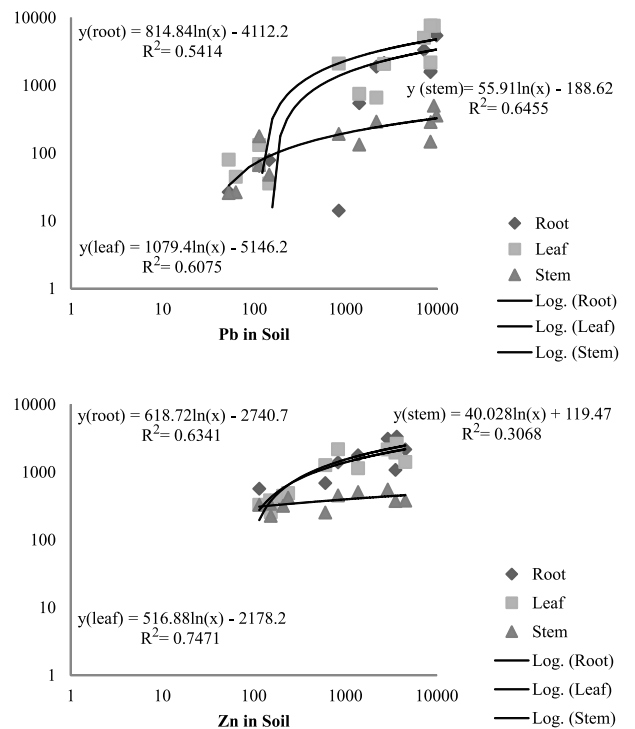 10000
y(root) = 814.84ln(x) - 4112.2
R2= 0.5414
1000
y (stem)= 55.91ln(x) - 188.62
R2= 0.6455
100
10
y(leaf) = 1079.4ln(x) - 5146.2
R2= 0.6075
1
1 10 100 1000 10000
Pb in Soil
Root
Leaf
Stem
Log. (Root)
Log. (Leaf)
Log. (Stem)
10000
y(root) = 618.72ln(x) - 2740.7
R2= 0.6341
y(stem) = 40.028ln(x) + 119.47
R2= 0.3068
1000
100
10
y(leaf) = 516.88ln(x) - 2178.2
R2= 0.7471
1
1 10 100 1000 10000
Zn in Soil
Root
Leaf
Stem
Log. (Root)
Log. (Leaf)
Log. (Stem)